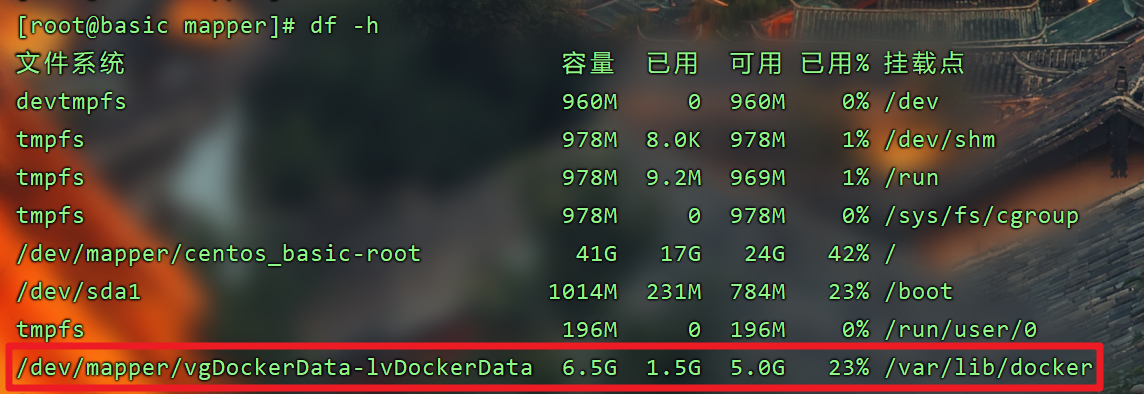 [root@basic mapper]# df -h
文件系统 容量 已用 可用 已用% 挂载点
devtmpfs 960M 0 960M 0% /dev
tmpfs 978M 8.0K 978M 1% /dev/shm
tmpfs 978M 9.2M 969M 1% /run
tmpfs 978M 0 978M 0% /sys/fs/cgroup
/dev/mapper/centos_basic-root 41G 17G 24G 42% /
/dev/sda1 1014M 231M 784M 23% /boot
tmpfs 196M 0 196M 0% /run/user/0
/dev/mapper/vgDockerData-lvDockerData 6.5G 1.5G 5.0G 23% /var/lib/docker